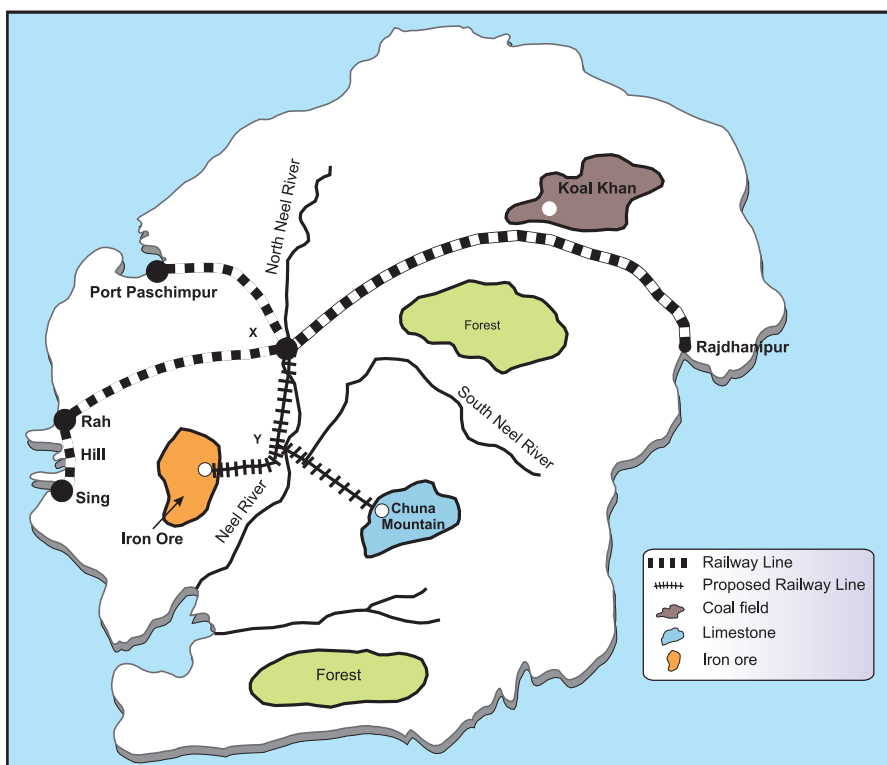 Koal Khan
North Neel River
Port Paschimpur
X
Forest
Rajdhanipur
Rah
Hill
Sing
Y
South Neel River
Neel River
Iron Ore
Chuna
Mountain
Railway Line
Proposed Railway Line
Coal field
Limestone
Iron ore
Forest